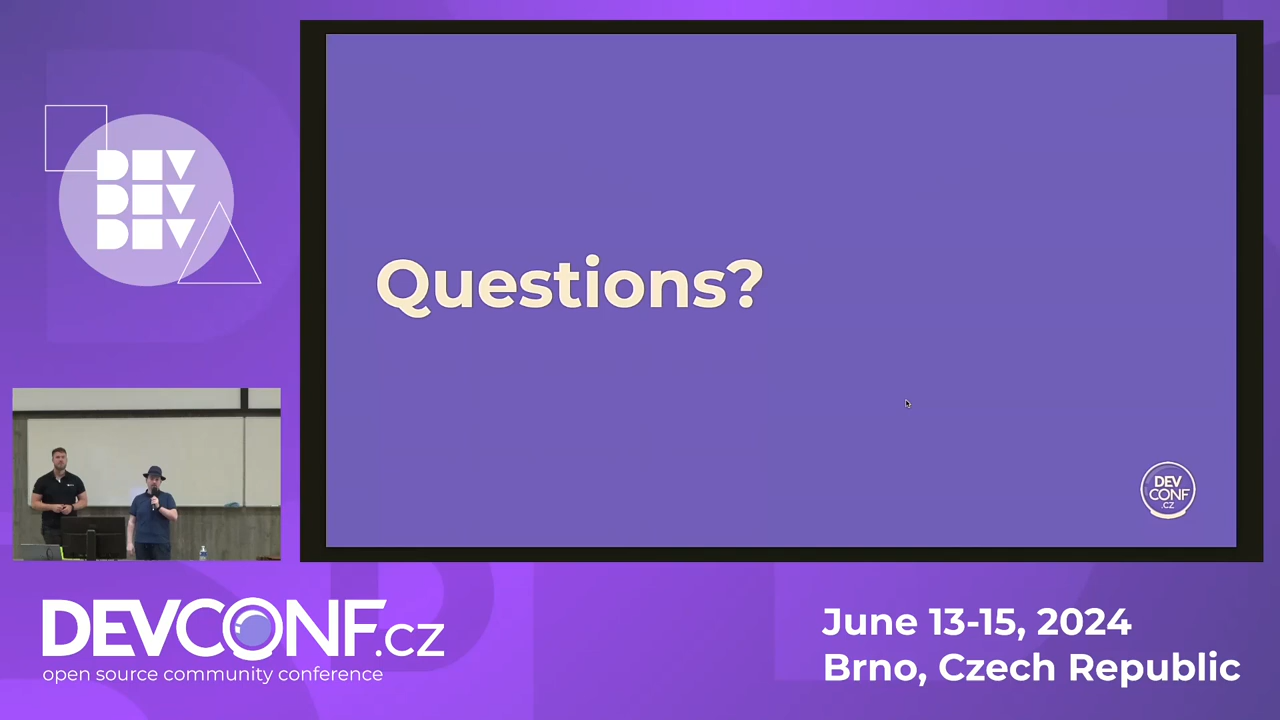 DEV
DEV
DEV
Questions?
DEV
CONF
.CZ
DEVCONF.cz
open source community conference
June 13-15, 2024
Brno, Czech Republic